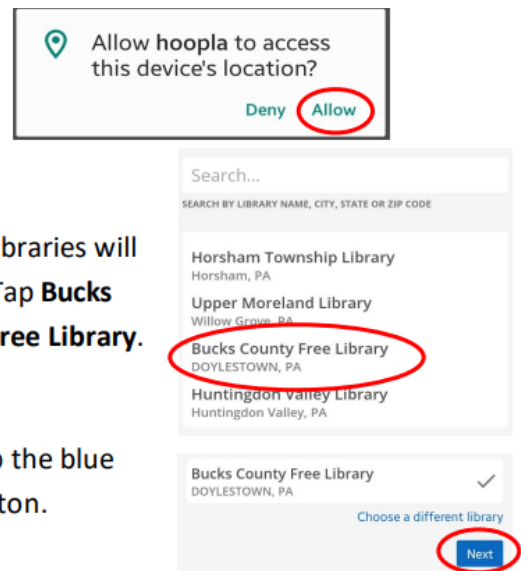 Allow hoopla to access
this device's location?
Deny Allow
Search...
SEARCH BY LIBRARY NAME, CITY, STATE OR ZIP CODE
braries will
Tap Bucks
ree Library.
Horsham Township Library
Horsham, PA
Upper Moreland Library
Willow Grove, PA
Bucks County Free Library
DOYLESTOWN, PA
Huntingdon Valley Library
Huntingdon Valley, PA
the blue
ton.
Bucks County Free Library
DOYLESTOWN, PA
Choose a different library
Next